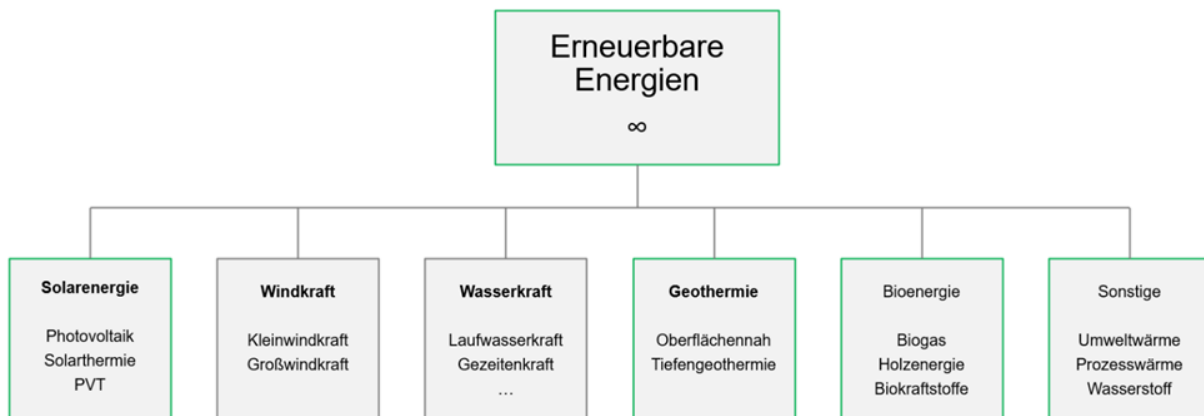 Erneuerbare
Energien
∞
Solarenergie
Photovoltaik
Solarthermie
PVT
Windkraft
Kleinwindkraft
Großwindkraft
Wasserkraft
Laufwasserkraft
Gezeitenkraft
…
Geothermie
Oberflächennah
Tiefengeothermie
Bioenergie
Biogas
Holzenergie
Biokraftstoffe
Sonstige
Umweltwärme
Prozesswärme
Wasserstoff